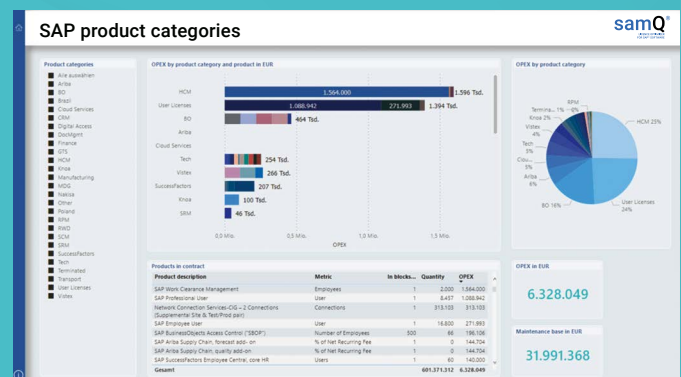 SAP product categories
samQ
Product categories
Alle auswählen
Ariba
BO
Brazil
Cloud Services
CRM
Digital Access
DocMgmt
Finance
GTS
HCM
Knoa
Manufacturing
MDG
Nakisa
Other
Poland
RPM
RWD
SCM
SRM
SuccessFactors
Tech
Terminated
Transport
User Licenses
Vistex
OPEX by product category and product in EUR
HCM 1.564.000 1.596 Tsd.
User Licenses 1.088.942 271.993 1.394 Tsd.
BO 464 Tsd.
Ariba
Cloud Services
Tech 254 Tsd.
Vistex 266 Tsd.
SuccessFactors 207 Tsd.
Knoa 100 Tsd.
SRM 46 Tsd.
0,0 Mio. 0,5 Mio. 1,0 Mio. 1,5 Mio.
OPEX
OPEX by product category
RPM
Termina... 1% 0%
Knoa 2%
Vistex
4%
Tech
5%
Clou...
5%
Ariba
6%
BO 16%
HCM 25%
User Licenses
24%
Products in contract
Product description Metric In blocks... Quantity OPEX
SAP Work Clearance Management Employees 1 2.000 1.564.000
SAP Professional User User 1 8.457 1.088.942
Network Connection Services-CIG – 2 Connections Connections 1 313.103 313.103
(Supplemental Site & Test/Prod pair)
SAP Employee User User 1 16.800 271.993
SAP BusinessObjects Access Control ("SBOP") Number of Employees 500 66 196.106
SAP Ariba Supply Chain, forecast add- on % of Net Recurring Fee 1 0 144.704
SAP Ariba Supply Chain, quality add-on % of Net Recurring Fee 1 0 144.704
SAP SuccessFactors Employee Central, core HR Users 1 60 140.000
Gesamt 601.371.312 6.328.049
OPEX in EUR
6.328.049
Maintenance base in EUR
31.991.368